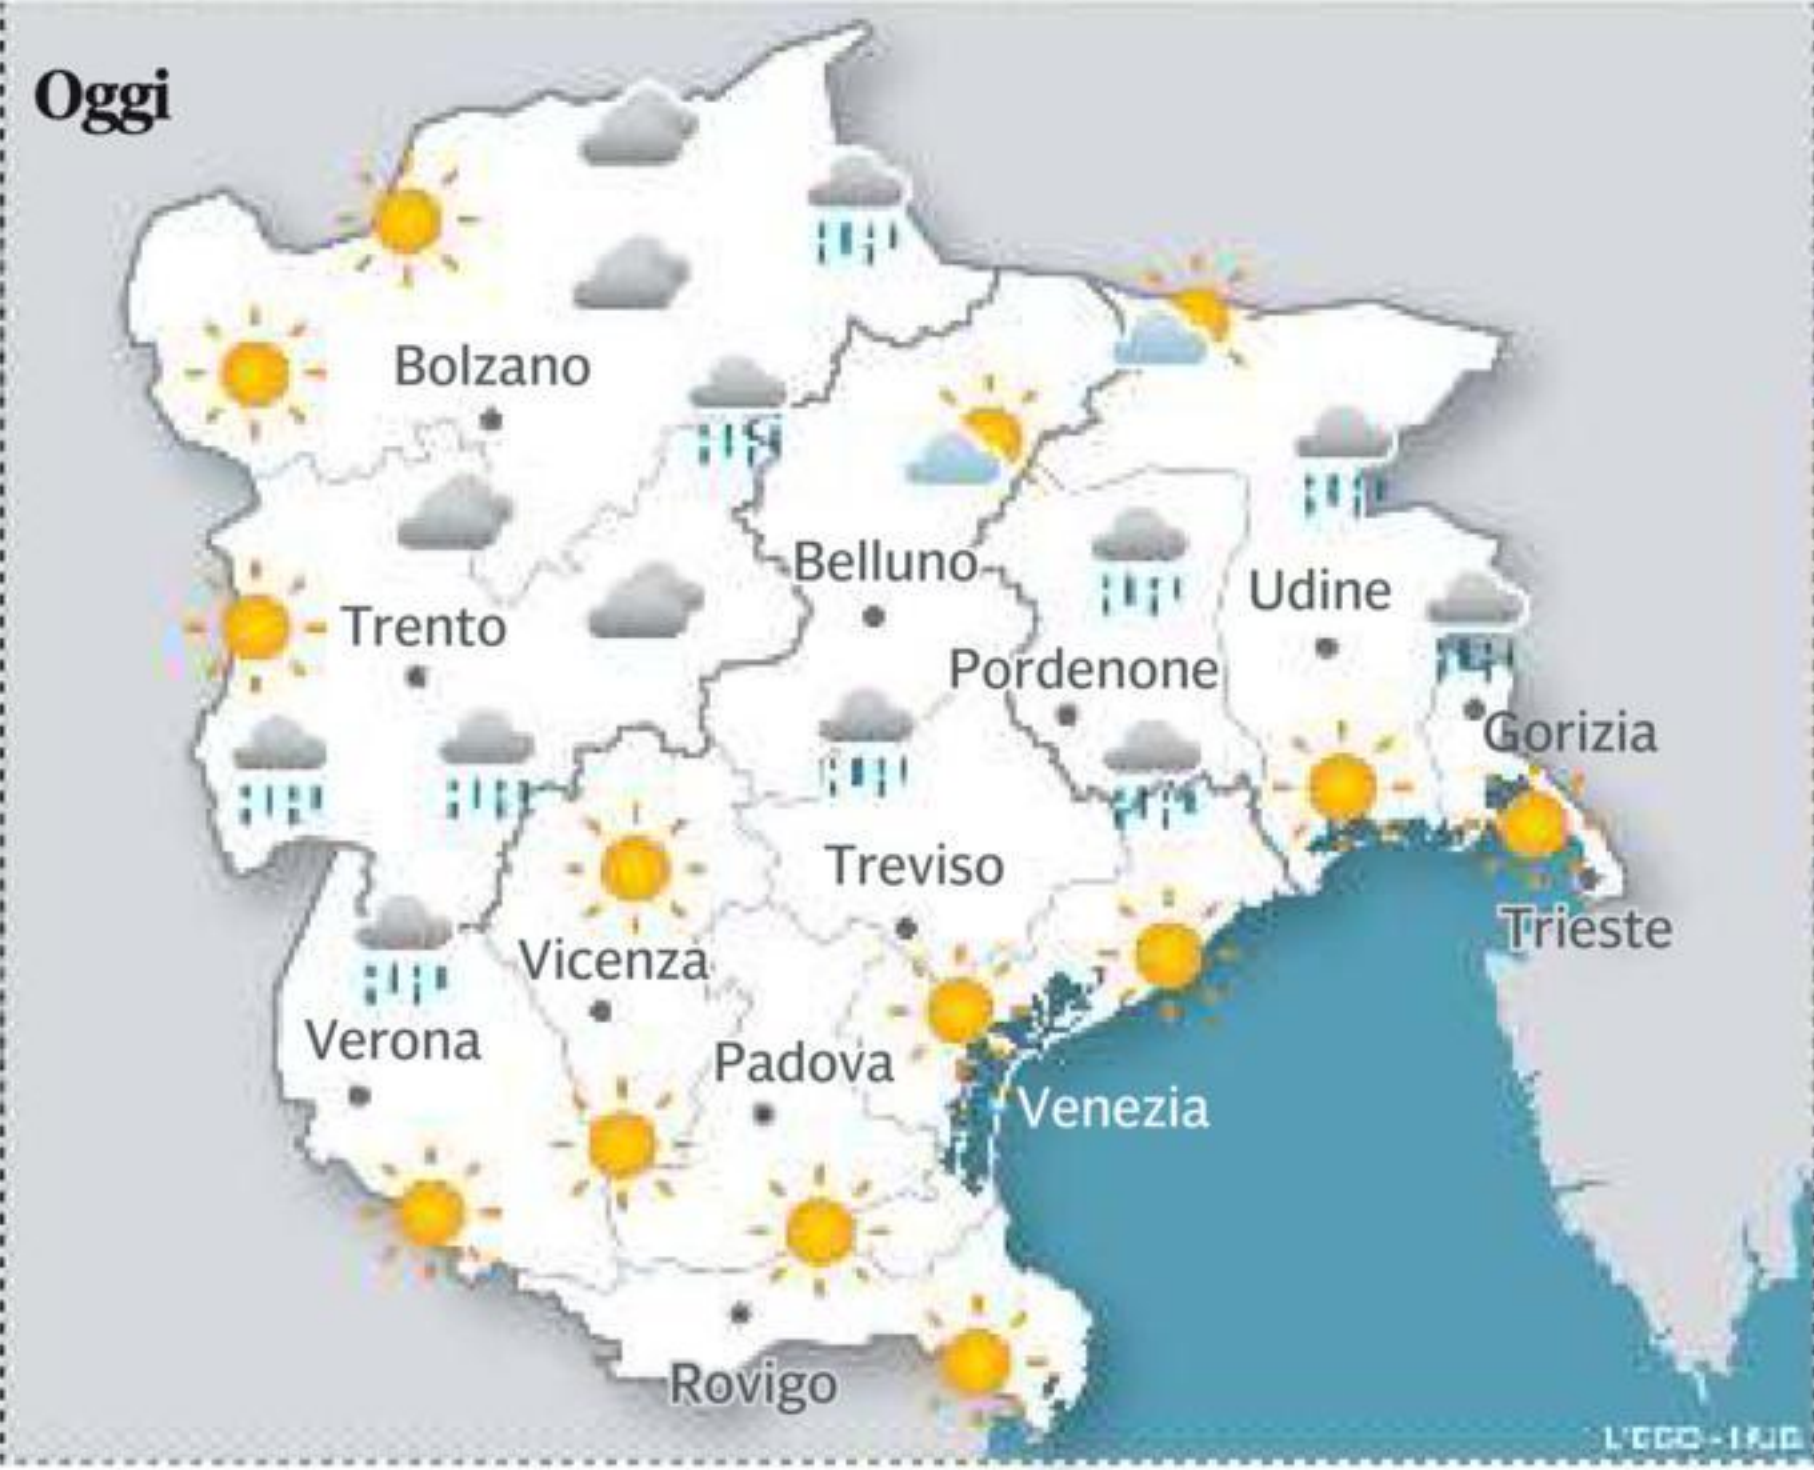 Oggi
Bolzano
Belluno
Udine
Trento
Pordenone
Gorizia
Treviso
Trieste
Vicenza
Verona
Padova
Venezia
Rovigo